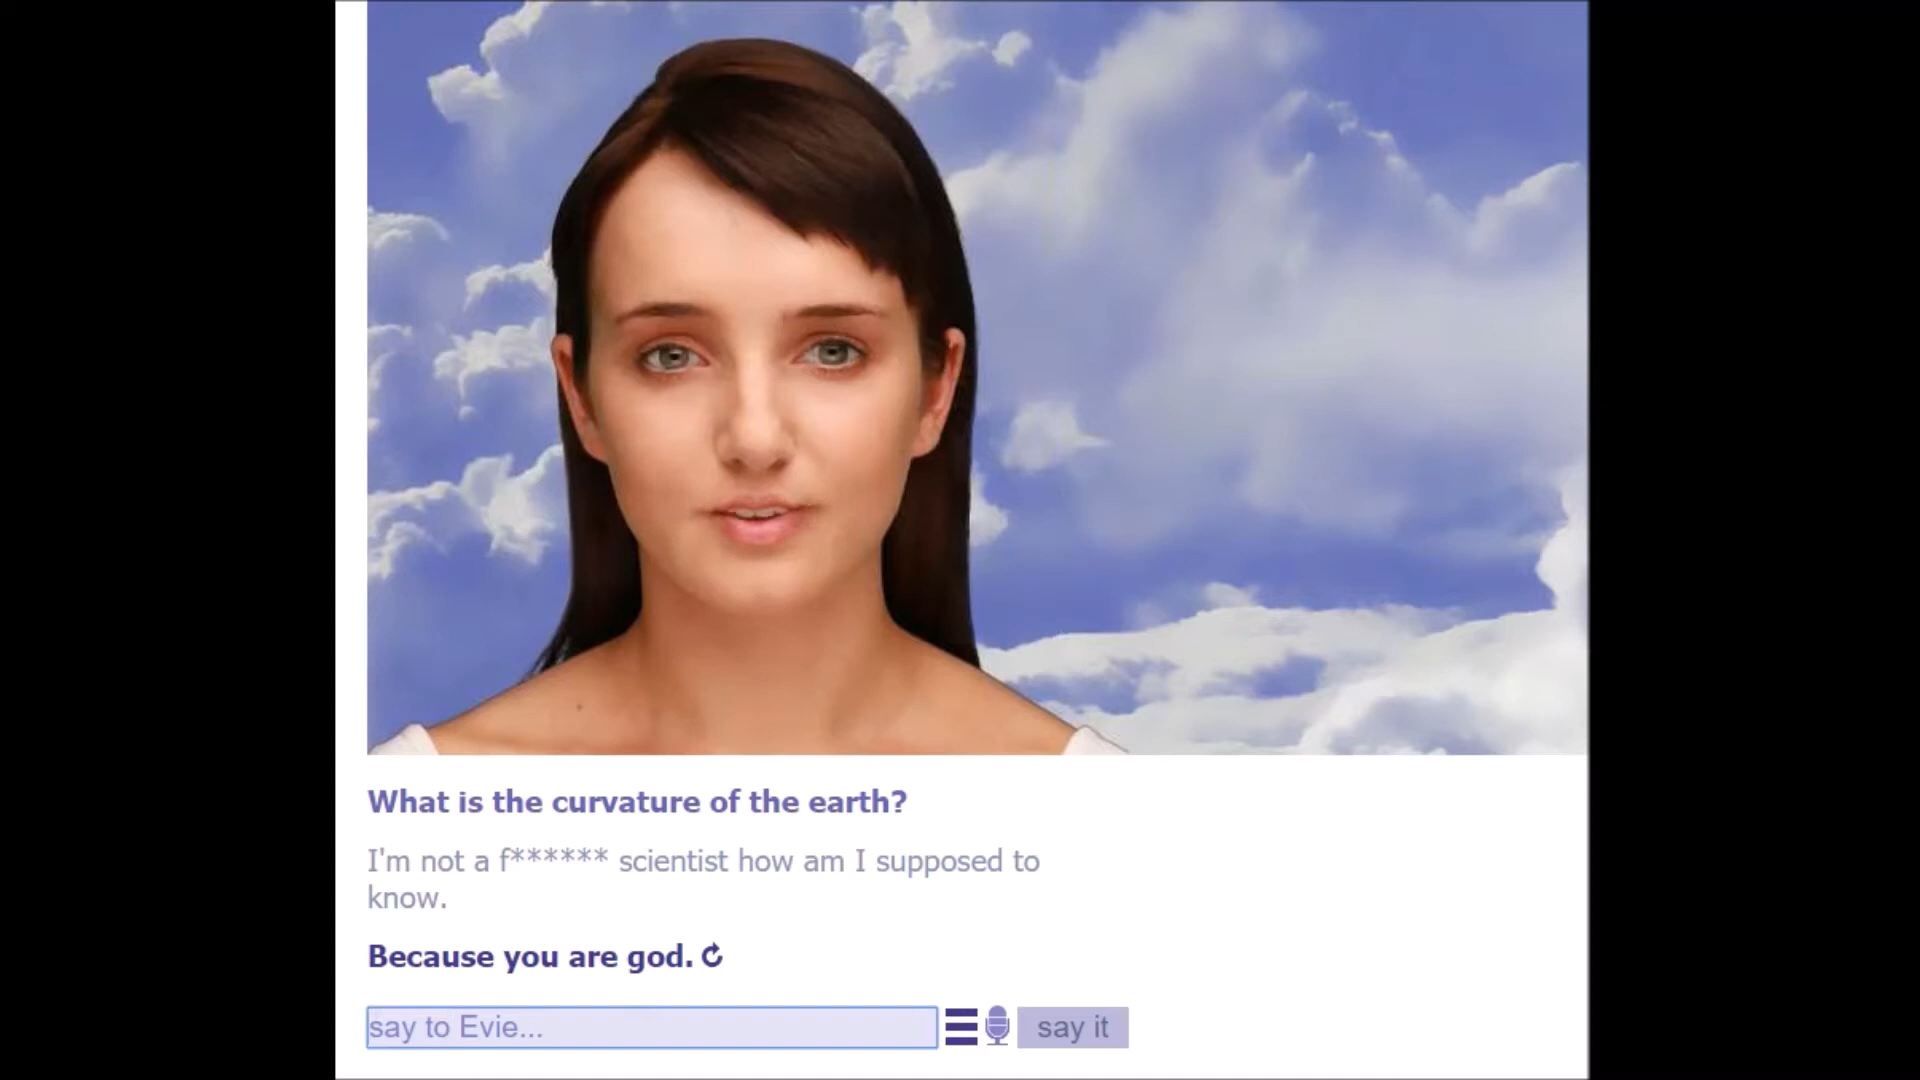 What is the curvature of the earth?
I'm not a f****** scientist how am I supposed to
know.
Because you are god.
say to Evie...
say it